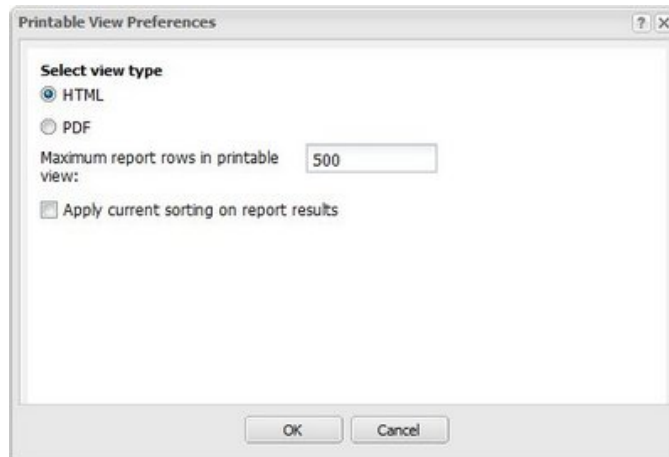 Printable View Preferences
Select view type
HTML
PDF
Maximum report rows in printable
view:
500
Apply current sorting on report results
OK
Cancel